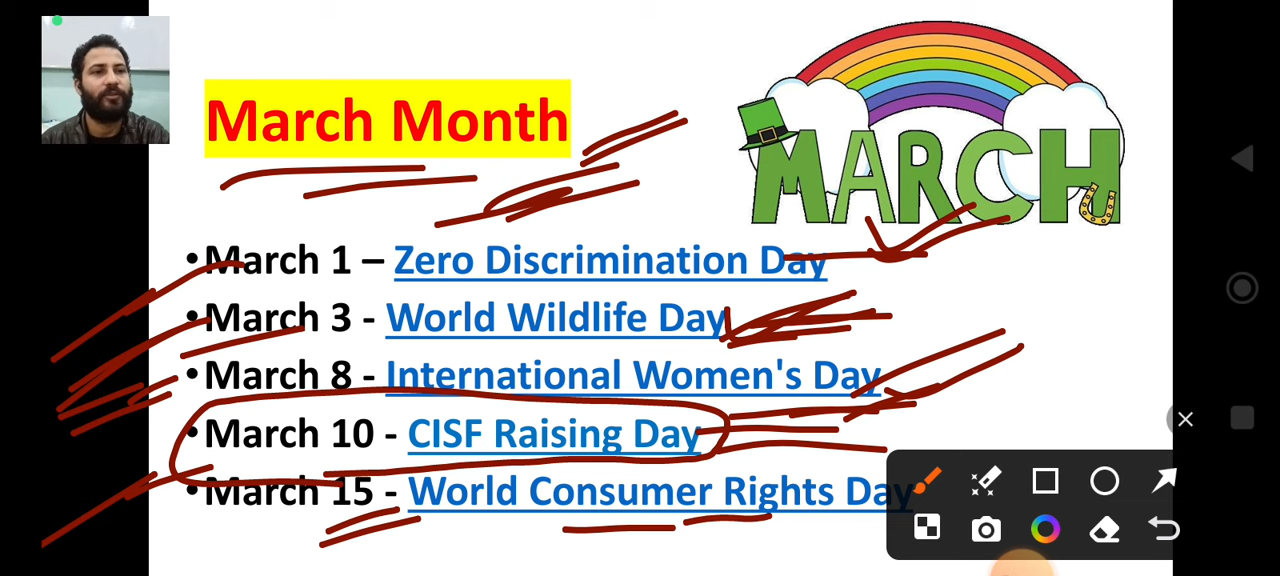 March Month
MARCH
•March 1 – Zero Discrimination Day
•March 3 - World Wildlife Day
•March 8 - International Women's Day
•March 10 - CISF Raising Day
•March 15 - World Consumer Rights Day